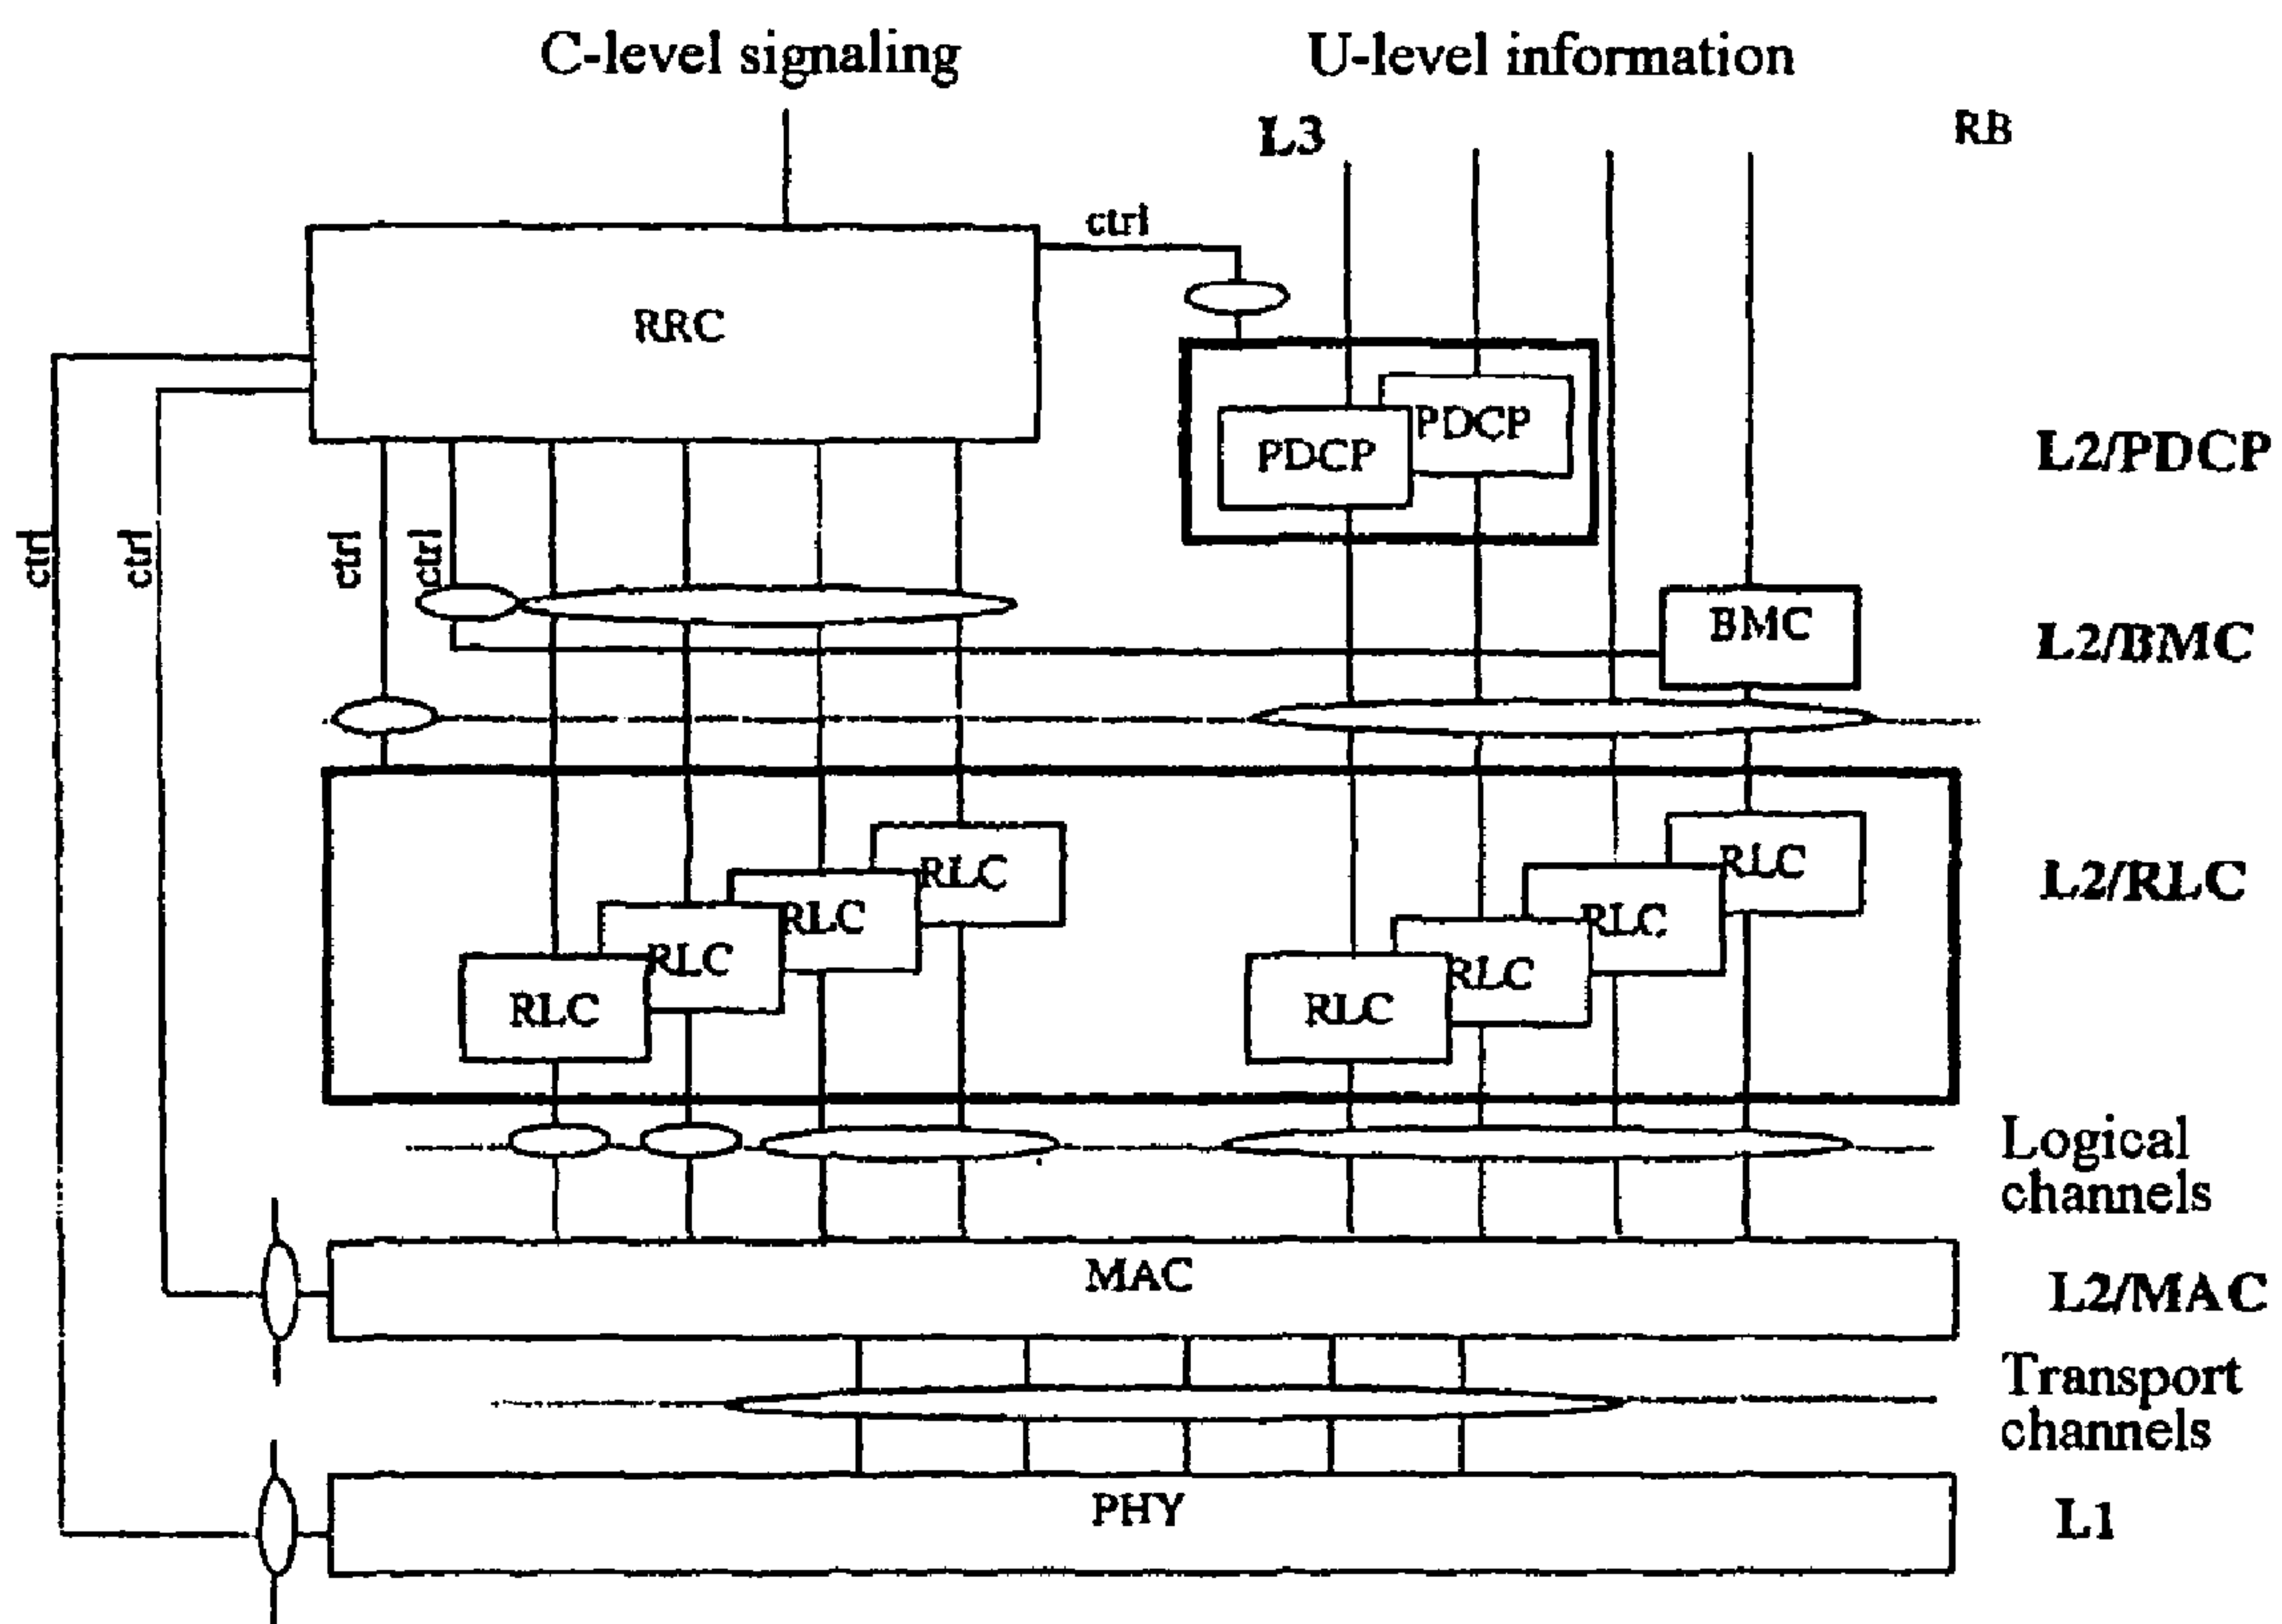 C-level signaling
U-level information
L3
RB
ctrl
RRC
PDCP
PDCP
L2/PDCP
ctrl
ctrl
ctrl
ctrl
BMC
L2/BMC
RLC
RLC
RLC
RLC
RLC
RLC
RLC
RLC
L2/RLC
Logical
channels
MAC
L2/MAC
Transport
channels
PHY
L1